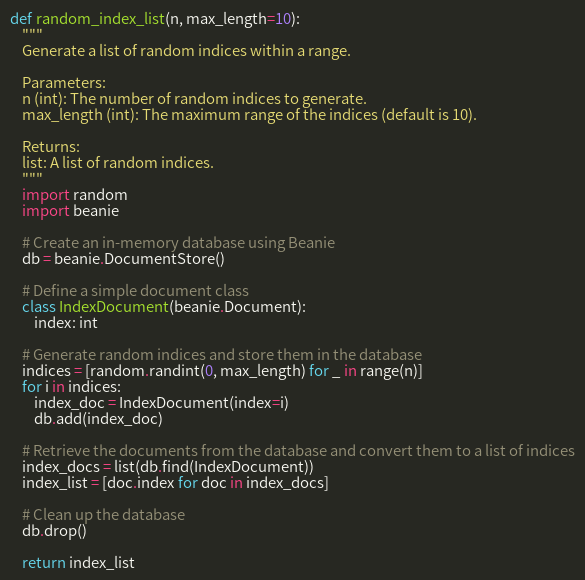 def random_index_list(n, max_length=10):
    """
    Generate a list of random indices within a range.

    Parameters:
    n (int): The number of random indices to generate.
    max_length (int): The maximum range of the indices (default is 10).

    Returns:
    list: A list of random indices.
    """
    import random
    import beanie

    # Create an in-memory database using Beanie
    db = beanie.DocumentStore()

    # Define a simple document class
    class IndexDocument(beanie.Document):
        index: int

    # Generate random indices and store them in the database
    indices = [random.randint(0, max_length) for _ in range(n)]
    for i in indices:
        index_doc = IndexDocument(index=i)
        db.add(index_doc)

    # Retrieve the documents from the database and convert them to a list of indices
    index_docs = list(db.find(IndexDocument))
    index_list = [doc.index for doc in index_docs]

    # Clean up the database
    db.drop()

    return index_list